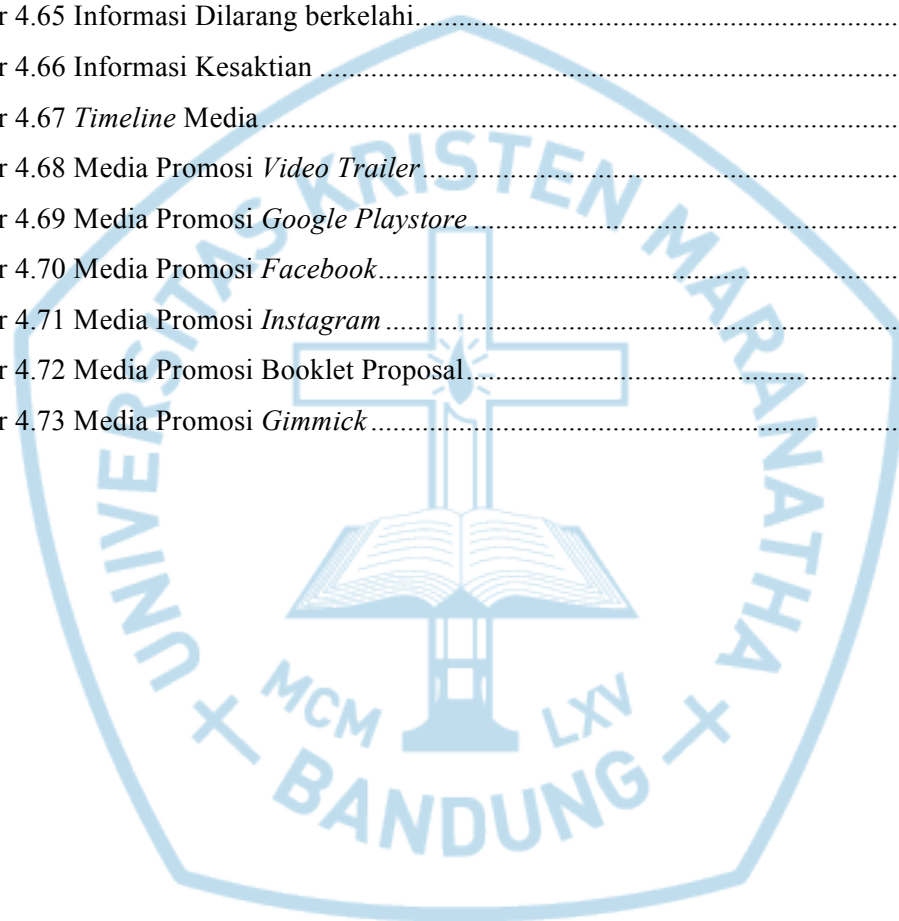 r 4.65 Informasi Dilarang berkelahi
r 4.66 Informasi Kesaktian
r 4.67 Timeline Media
r 4.68 Media Promosi Video Trailer
r 4.69 Media Promosi Google Playstore
r 4.70 Media Promosi Facebook
r 4.71 Media Promosi Instagram
r 4.72 Media Promosi Booklet Proposal
r 4.73 Media Promosi Gimmick
UNIVERSITAS KRISTEN MARANATHA
MCM LXV
BANDUNG